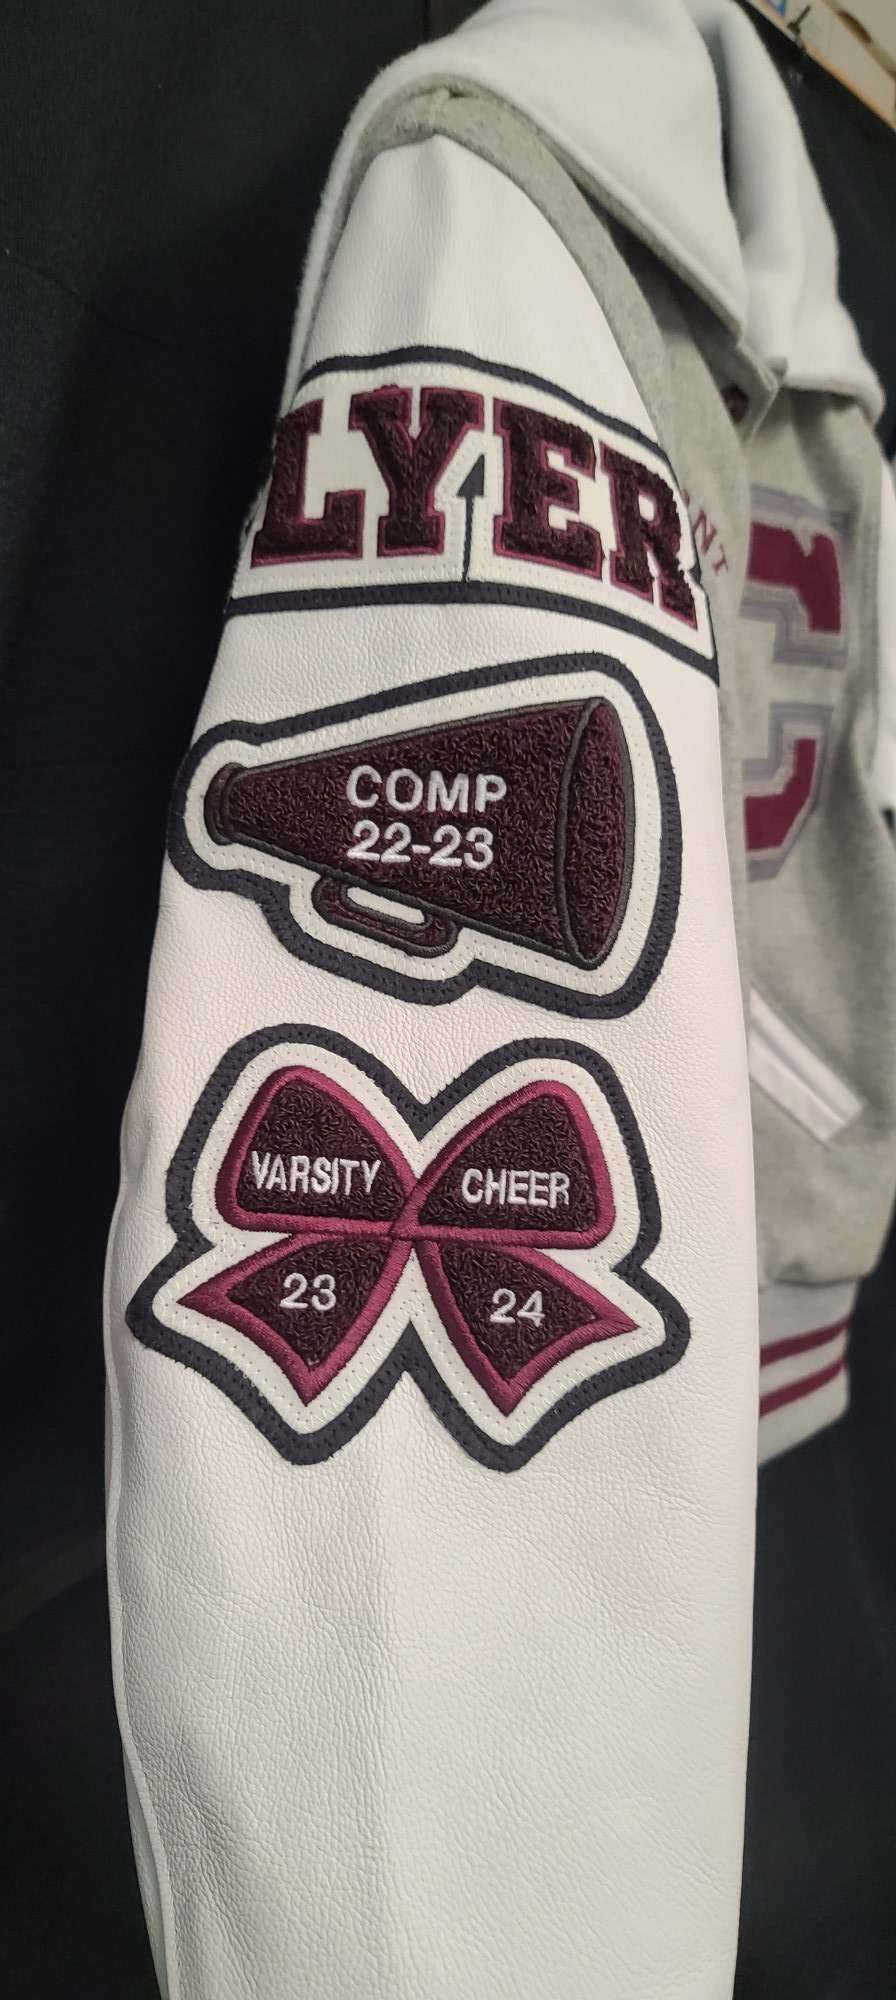 LYER
COMP
22-23
VARSITY CHEER
23 24
C